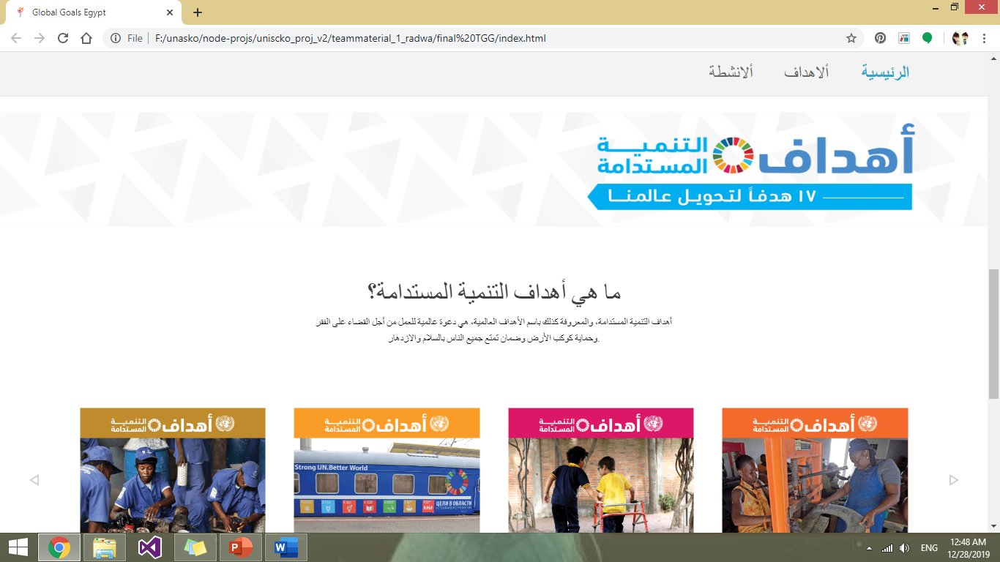 Global Goals Egypt
File
F:/unasko/node-projs/uniscko_proj_v2/teammaterial_1_radwa/final%20TGG/index.html
الرئيسية ألاهداف ألانشطة
أهداف التنمية المستدامة
١٧ هدفاً لتحويل عالمنا
ما هي أهداف التنمية المستدامة؟
أهداف التنمية المستدامة، والمعروفة كذلك باسم الأهداف العالمية، هي دعوة عالمية للعمل من أجل القضاء على الفقر
.وحماية كوكب الأرض وضمان تمتع جميع الناس بالسلام والازدهار
أهداف التنمية المستدامة
أهداف التنمية المستدامة
أهداف التنمية المستدامة
أهداف التنمية المستدامة
Strong UN.Better World
ЦЕЛИ В ОБЛАСТИ
ENG
12:48 AM
12/28/2019